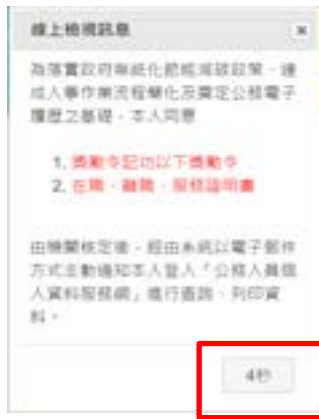 線上檢視訊息 ×
為落實政府無紙化節能減碳政策、達
成人事作業流程簡化及奠定公務電子
履歷之基礎，本人同意
1. 獎勵令記功以下獎勵令
2. 在職、離職、服務證明書
由機關核定後，經由系統以電子郵件
方式主動通知本人登入「公務人員個
人資料服務網」進行查詢、列印資
料。
4秒